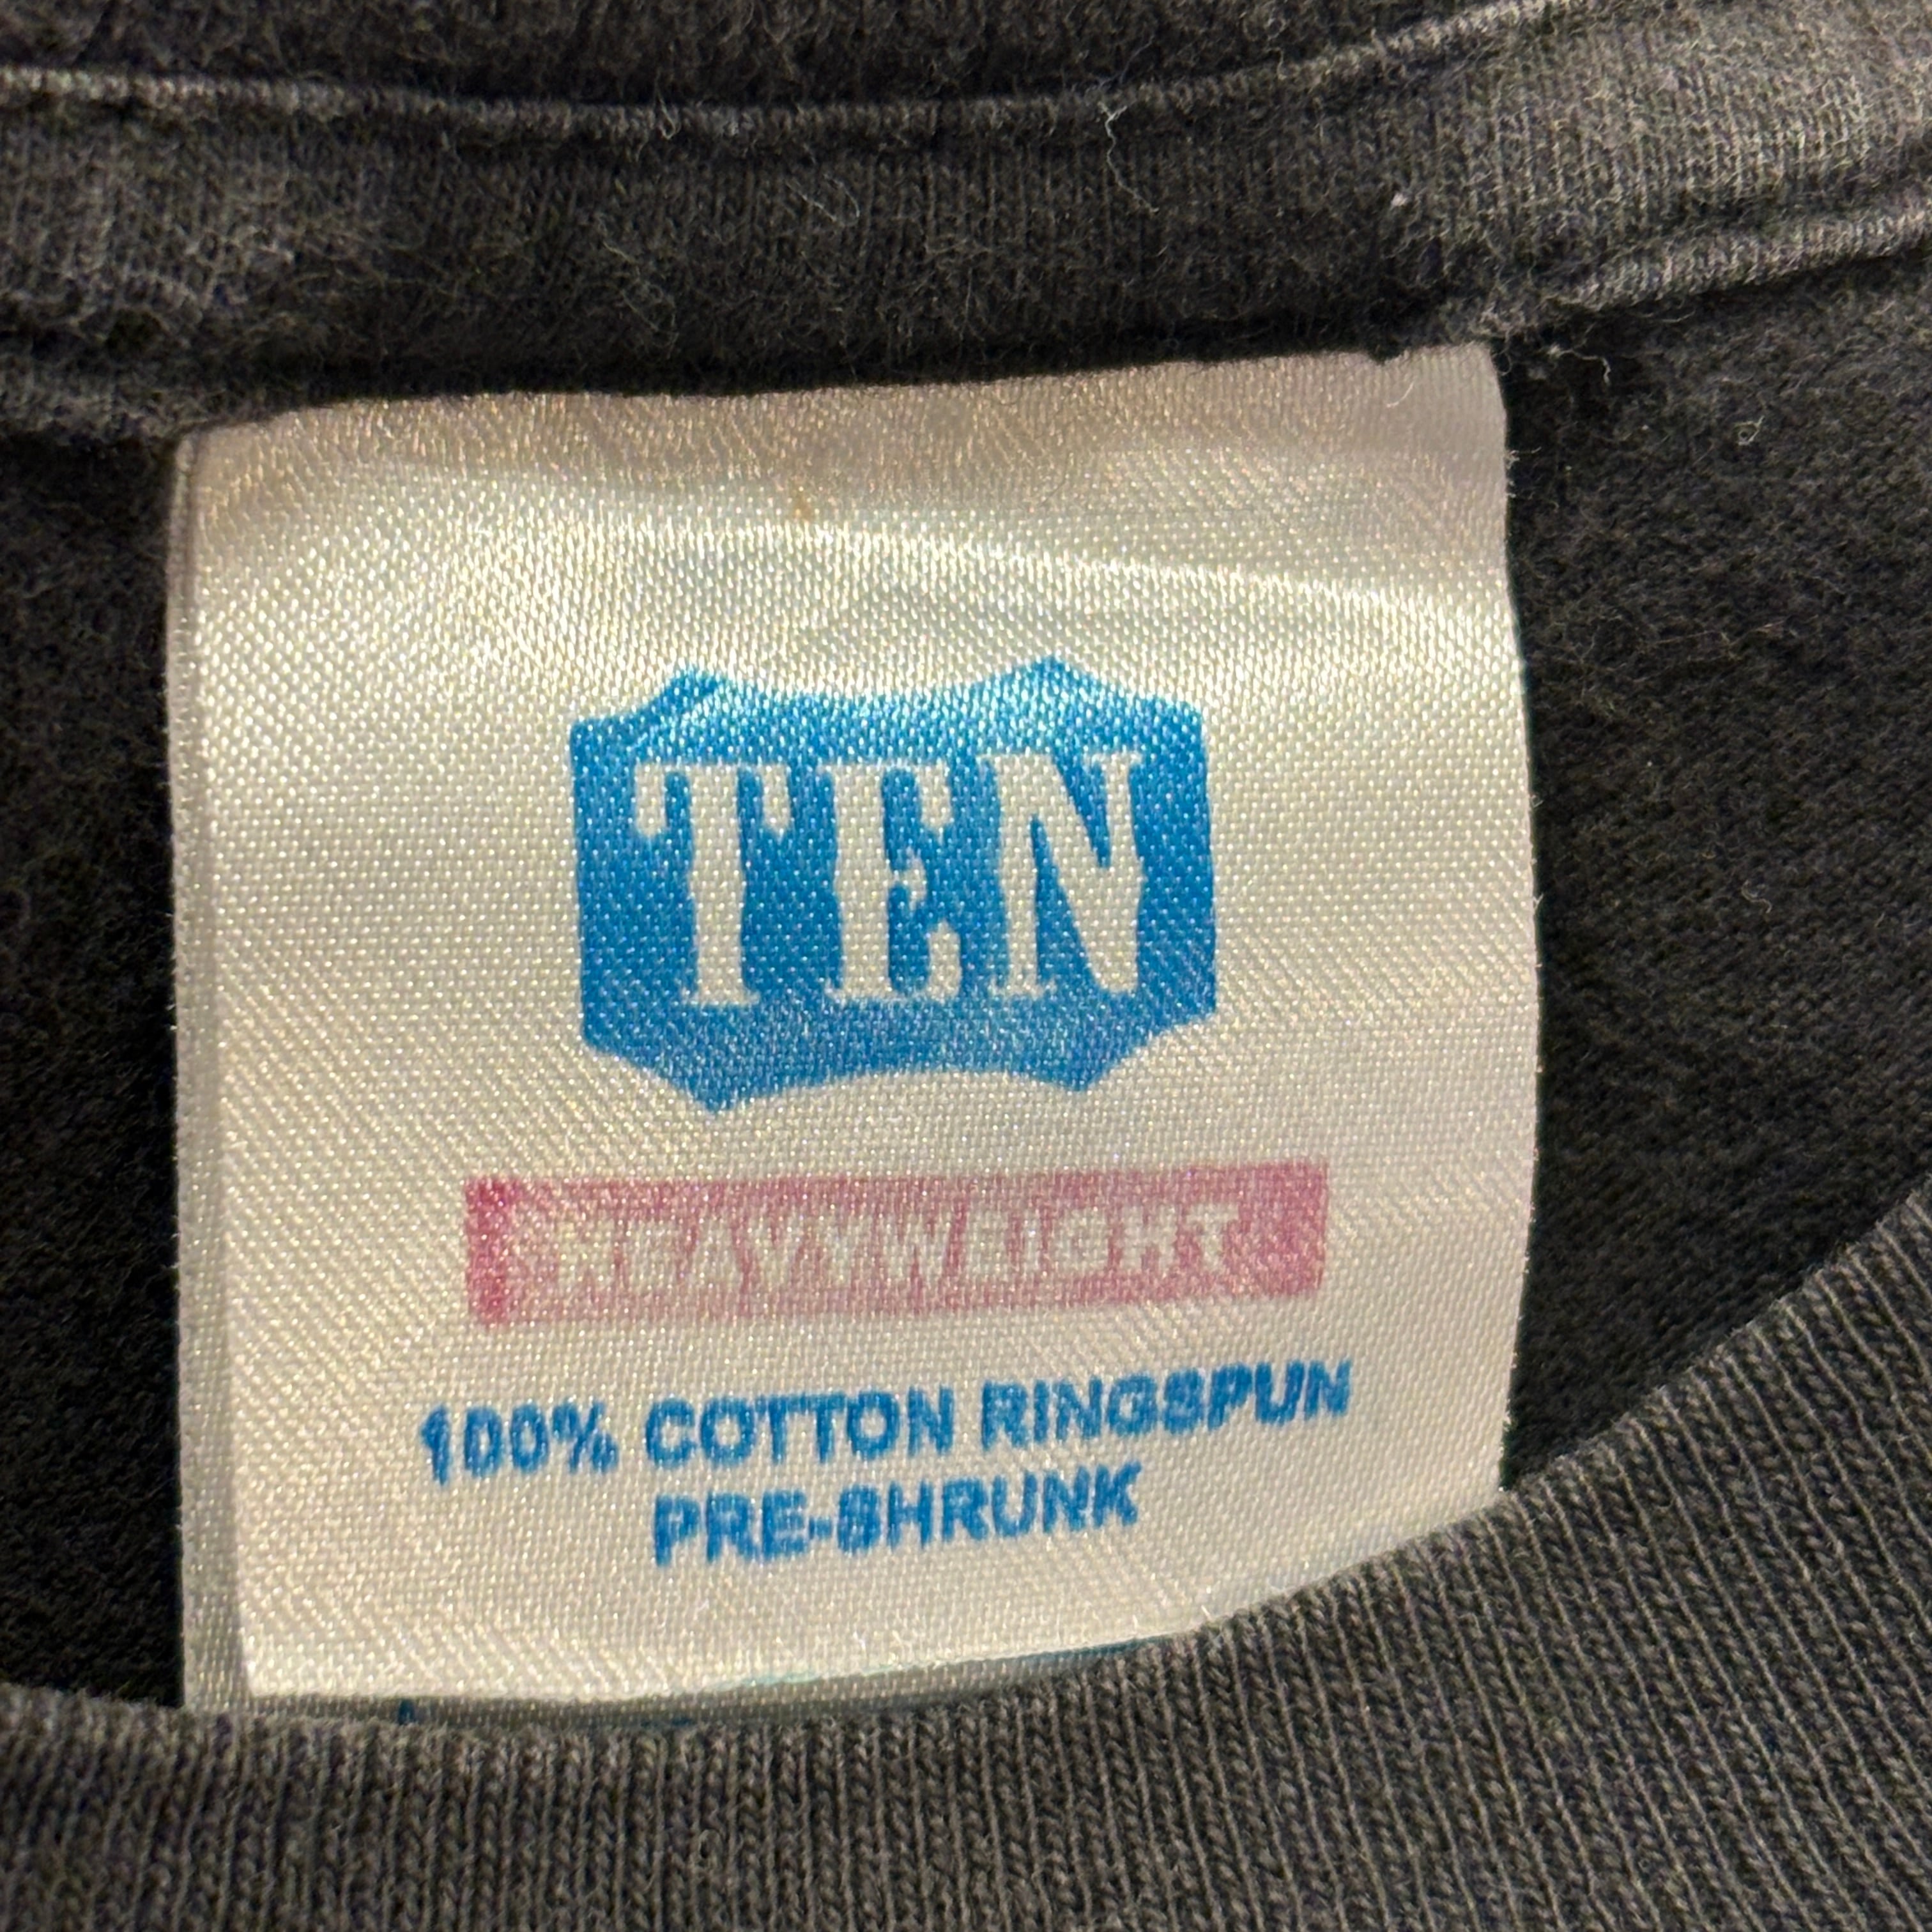 TEN
HEAVYWEIGHT
100% COTTON RINGSPUN
PRE-SHRUNK